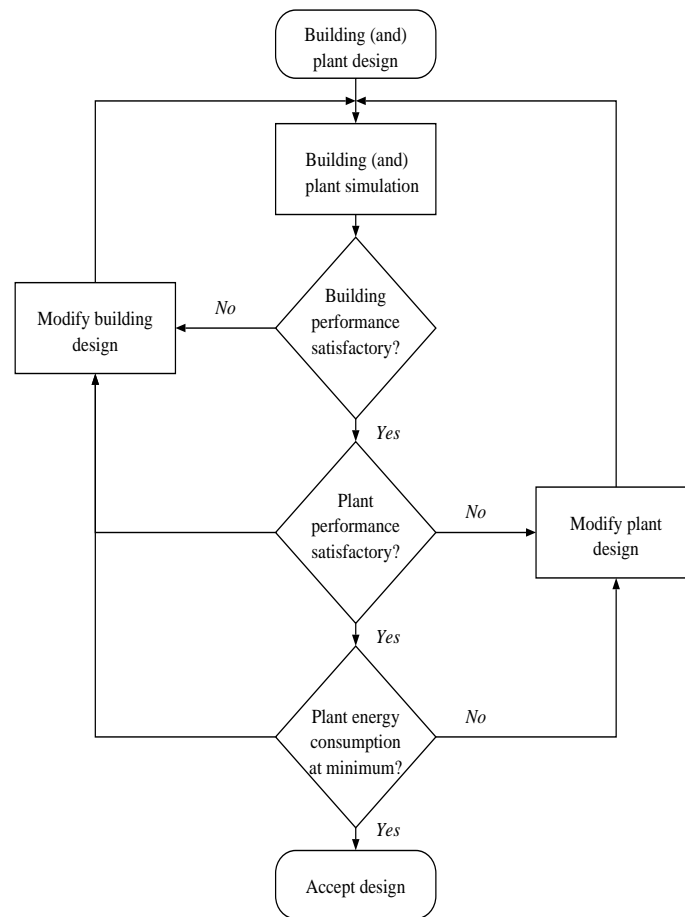 Building (and)
plant design
Building (and)
plant simulation
Building
performance
satisfactory?
No
Modify building
design
Yes
Plant
performance
satisfactory?
No
Modify plant
design
Yes
Plant energy
consumption
at minimum?
No
Yes
Accept design